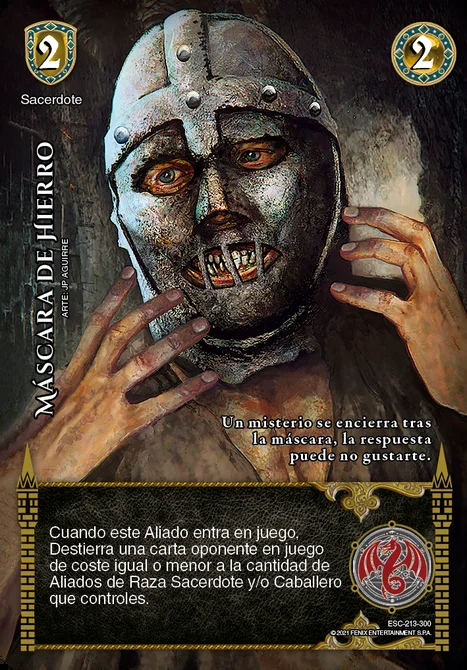 2
2
Sacerdote
MÁSCARA DE HIERRO
ARTE: JP AGUIRRE
Un misterio se encierra tras
la máscara, la respuesta
puede no gustarte.
Cuando este Aliado entra en juego,
Destierra una carta oponente en juego
de coste igual o menor a la cantidad de
Aliados de Raza Sacerdote y/o Caballero
que controles.
ESC-213-300
© 2021 FENIX ENTERTAINMENT S.P.A.